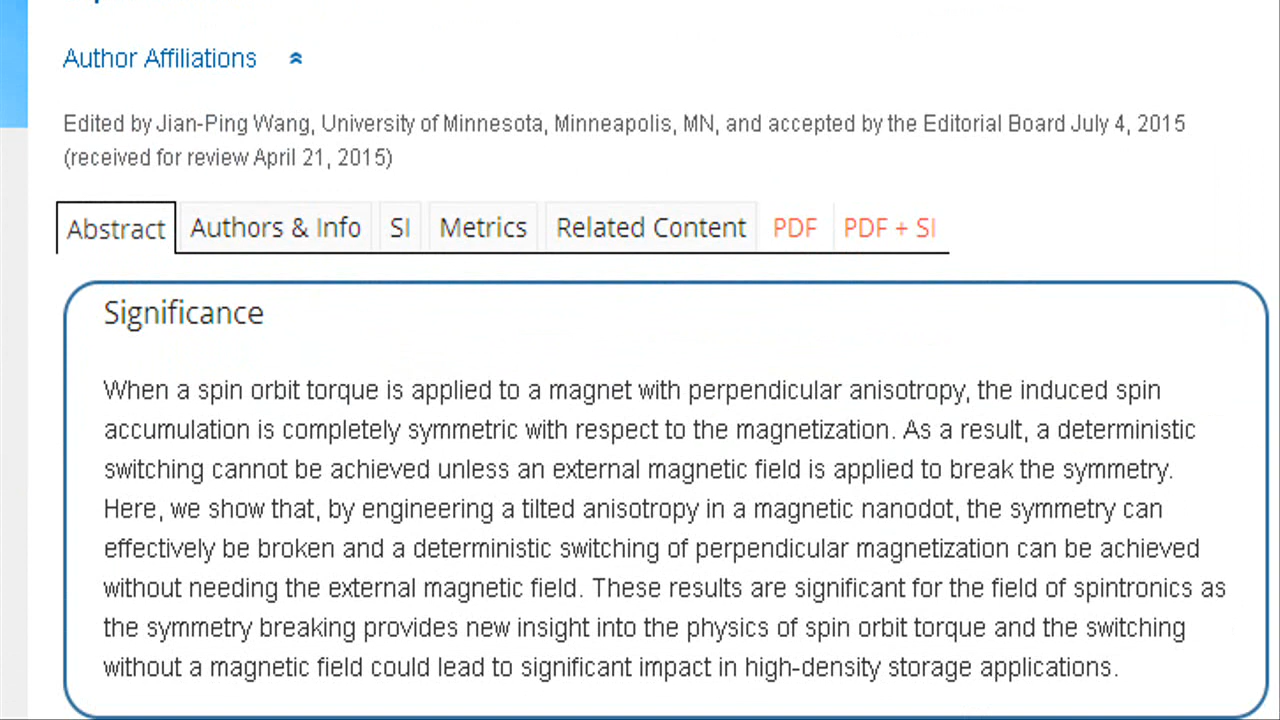 Author Affiliations
Edited by Jian-Ping Wang, University of Minnesota, Minneapolis, MN, and accepted by the Editorial Board July 4, 2015
(received for review April 21, 2015)
Abstract Authors & Info SI Metrics Related Content PDF PDF + SI
Significance
When a spin orbit torque is applied to a magnet with perpendicular anisotropy, the induced spin
accumulation is completely symmetric with respect to the magnetization. As a result, a deterministic
switching cannot be achieved unless an external magnetic field is applied to break the symmetry.
Here, we show that, by engineering a tilted anisotropy in a magnetic nanodot, the symmetry can
effectively be broken and a deterministic switching of perpendicular magnetization can be achieved
without needing the external magnetic field. These results are significant for the field of spintronics as
the symmetry breaking provides new insight into the physics of spin orbit torque and the switching
without a magnetic field could lead to significant impact in high-density storage applications.